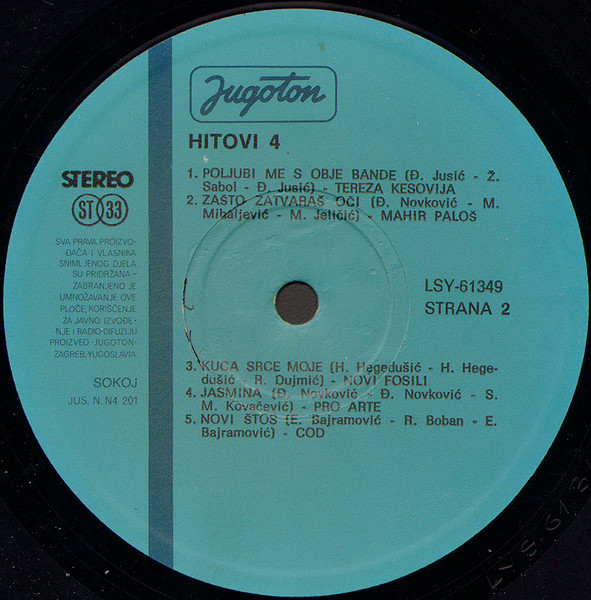 Jugoton
HITOVI 4
1. POLJUBI ME S OBJE BANDE (Đ. Jusić - Ž.
Sabol - Đ. Jusić) - TEREZA KESOVIJA
2. ZAŠTO ZATVARAŠ OČI (Đ. Novković - M.
Mihaljević - M. Jeličić) - MAHIR PALOŠ
STEREO
ST 33
SVA PRAVA PROIZVO-
ĐAČA I VLASNIKA
SNIMLJENOG DJELA
SU PRIDRŽANA -
ZABRANJENO JE
UMNOŽAVANJE OVE
PLOČE, KORIŠĆENJE
ZA JAVNO IZVOĐE-
NJE I RADIO-DIFUZIJU
PROIZVEO - JUGOTON -
ZAGREB, YUGOSLAVIA
SOKOJ
JUS. N. N4 201
LSY-61349
STRANA 2
3. KUCA SRCE MOJE (H. Hegedušić - H. Hege-
dušić R. Dujmić) - NOVI FOSILI
4. JASMINA (Đ. Novković - Đ. Novković - S.
M. Kovačević) - PRO ARTE
5. NOVI ŠTOS (E. Bajramović - R. Boban - E.
Bajramović) - COD